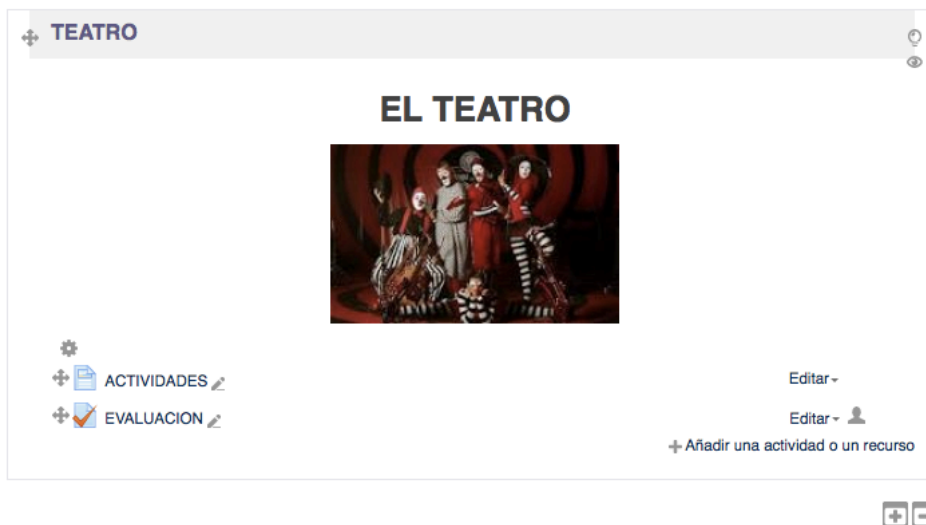 TEATRO
EL TEATRO
ACTIVIDADES
Editar
EVALUACION
Editar
Añadir una actividad o un recurso